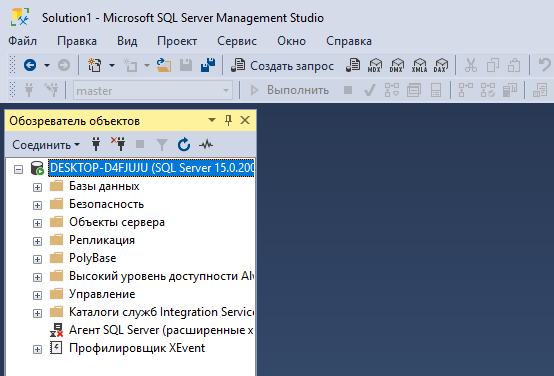 Solution1 - Microsoft SQL Server Management Studio
Файл Правка Вид Проект Сервис Окно Справка
Создать запрос MDX DMX XMLA DAX
master Выполнить
Обозреватель объектов
Соединить
DESKTOP-D4FJUJU (SQL Server 15.0.200
Базы данных
Безопасность
Объекты сервера
Репликация
PolyBase
Высокий уровень доступности Al
Управление
Каталоги служб Integration Service
Агент SQL Server (расширенные х
Профилировщик XEvent